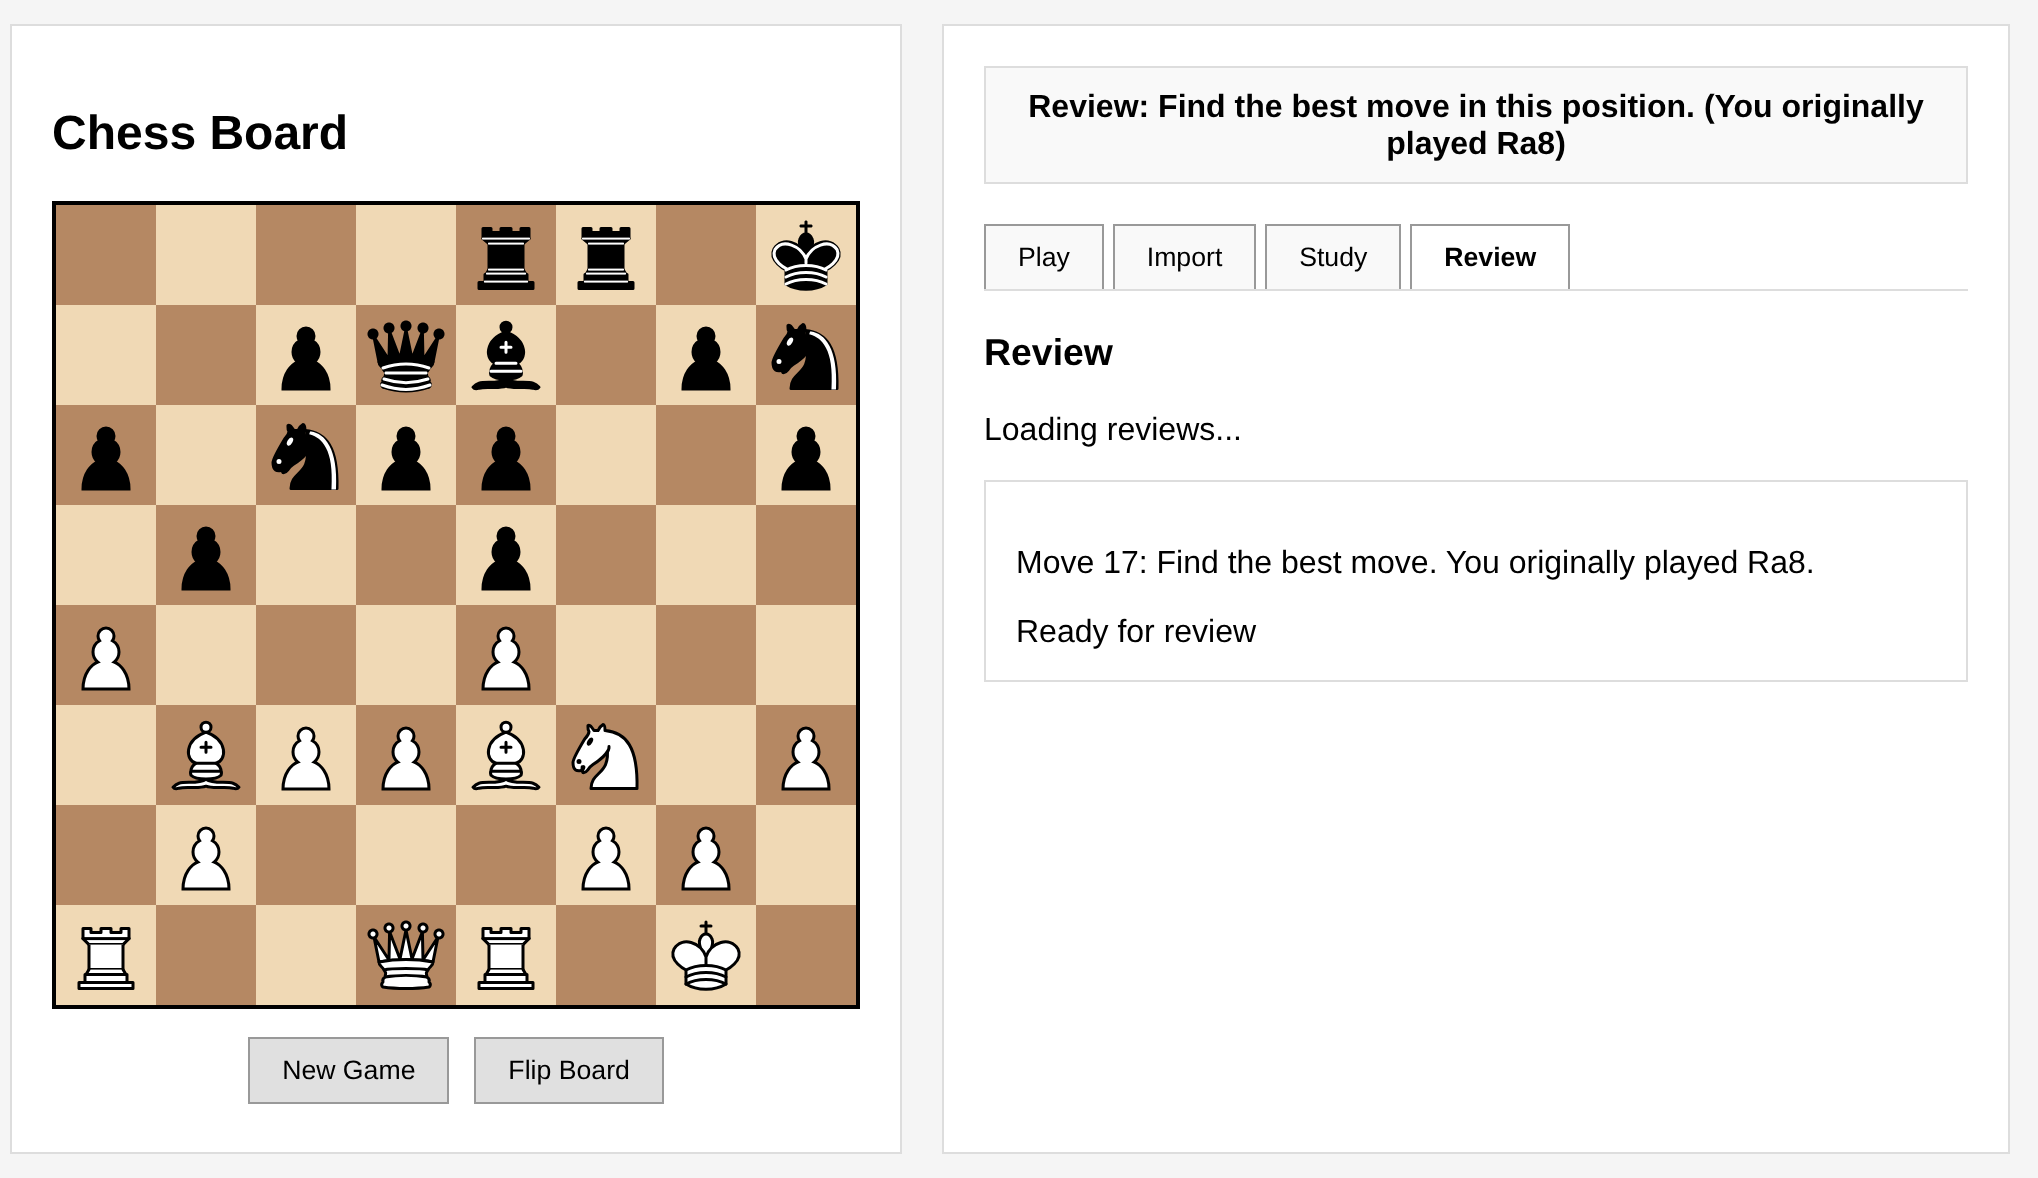 Chess Board
Review: Find the best move in this position. (You originally
played Ra8)
Play
Import
Study
Review
Review
Loading reviews...
Move 17: Find the best move. You originally played Ra8.
Ready for review
New Game
Flip Board